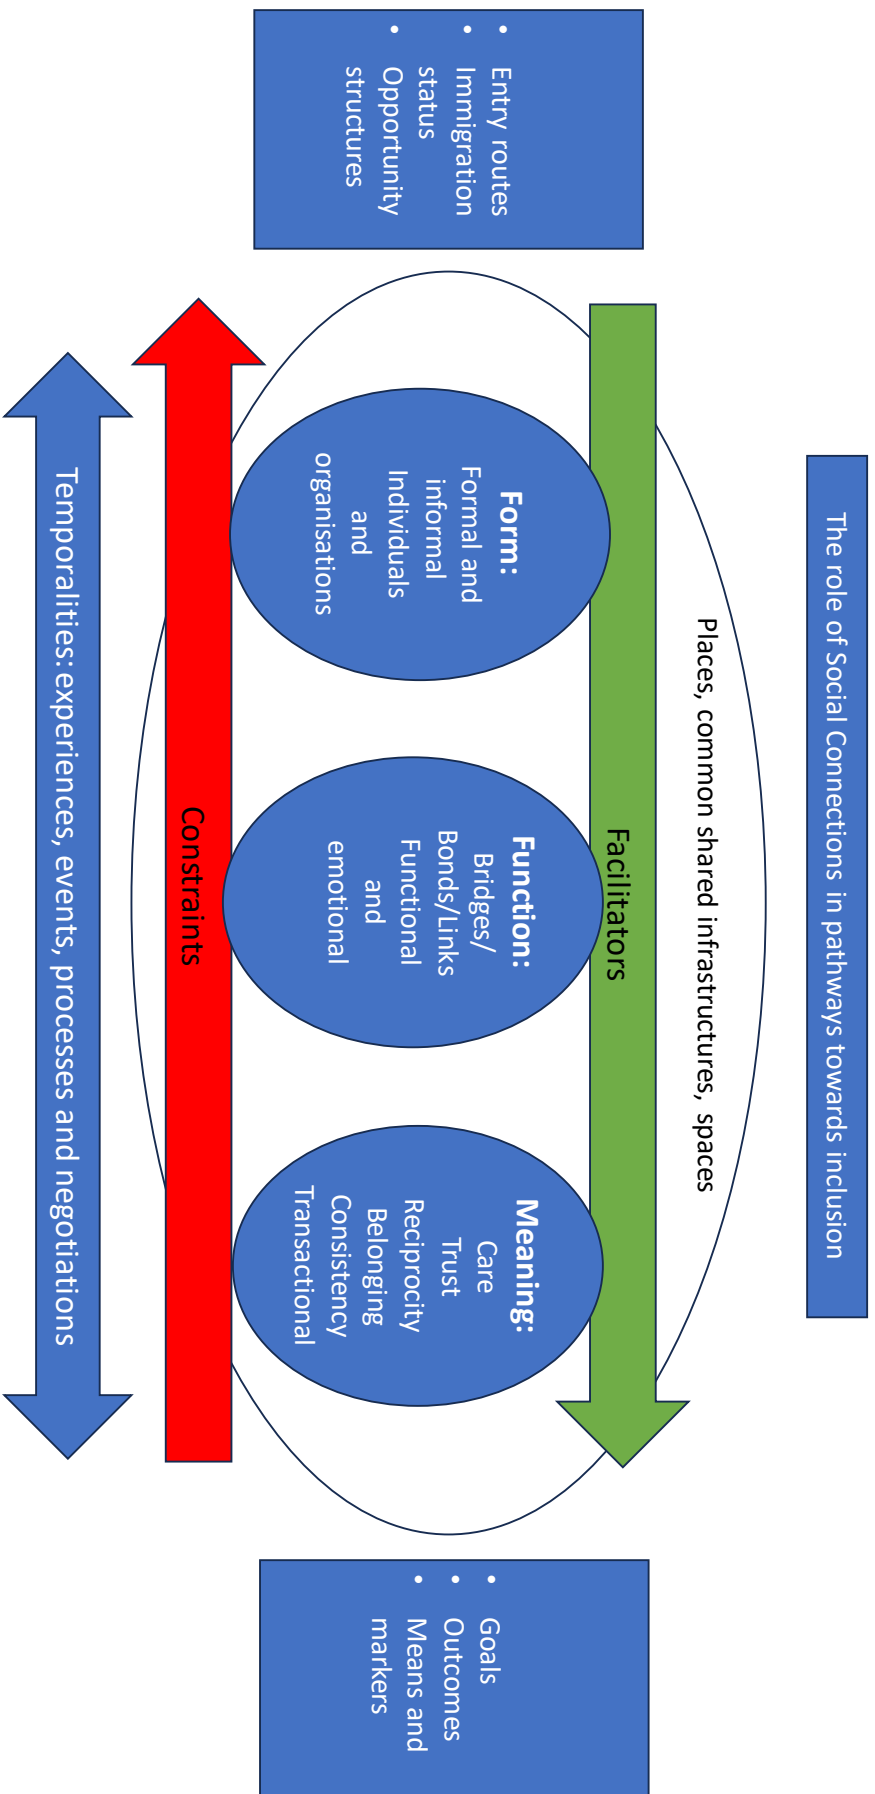 The role of Social Connections in pathways towards inclusion
• Entry routes
• Immigration
status
• Opportunity
structures
Places, common shared infrastructures, spaces
Facilitators
Form:
Formal and
informal
Individuals
and
organisations
Function:
Bridges/
Bonds/Links
Functional
and
emotional
Meaning:
Care
Trust
Reciprocity
Belonging
Consistency
Transactional
Constraints
Temporalities: experiences, events, processes and negotiations
• Goals
• Outcomes
• Means and
markers